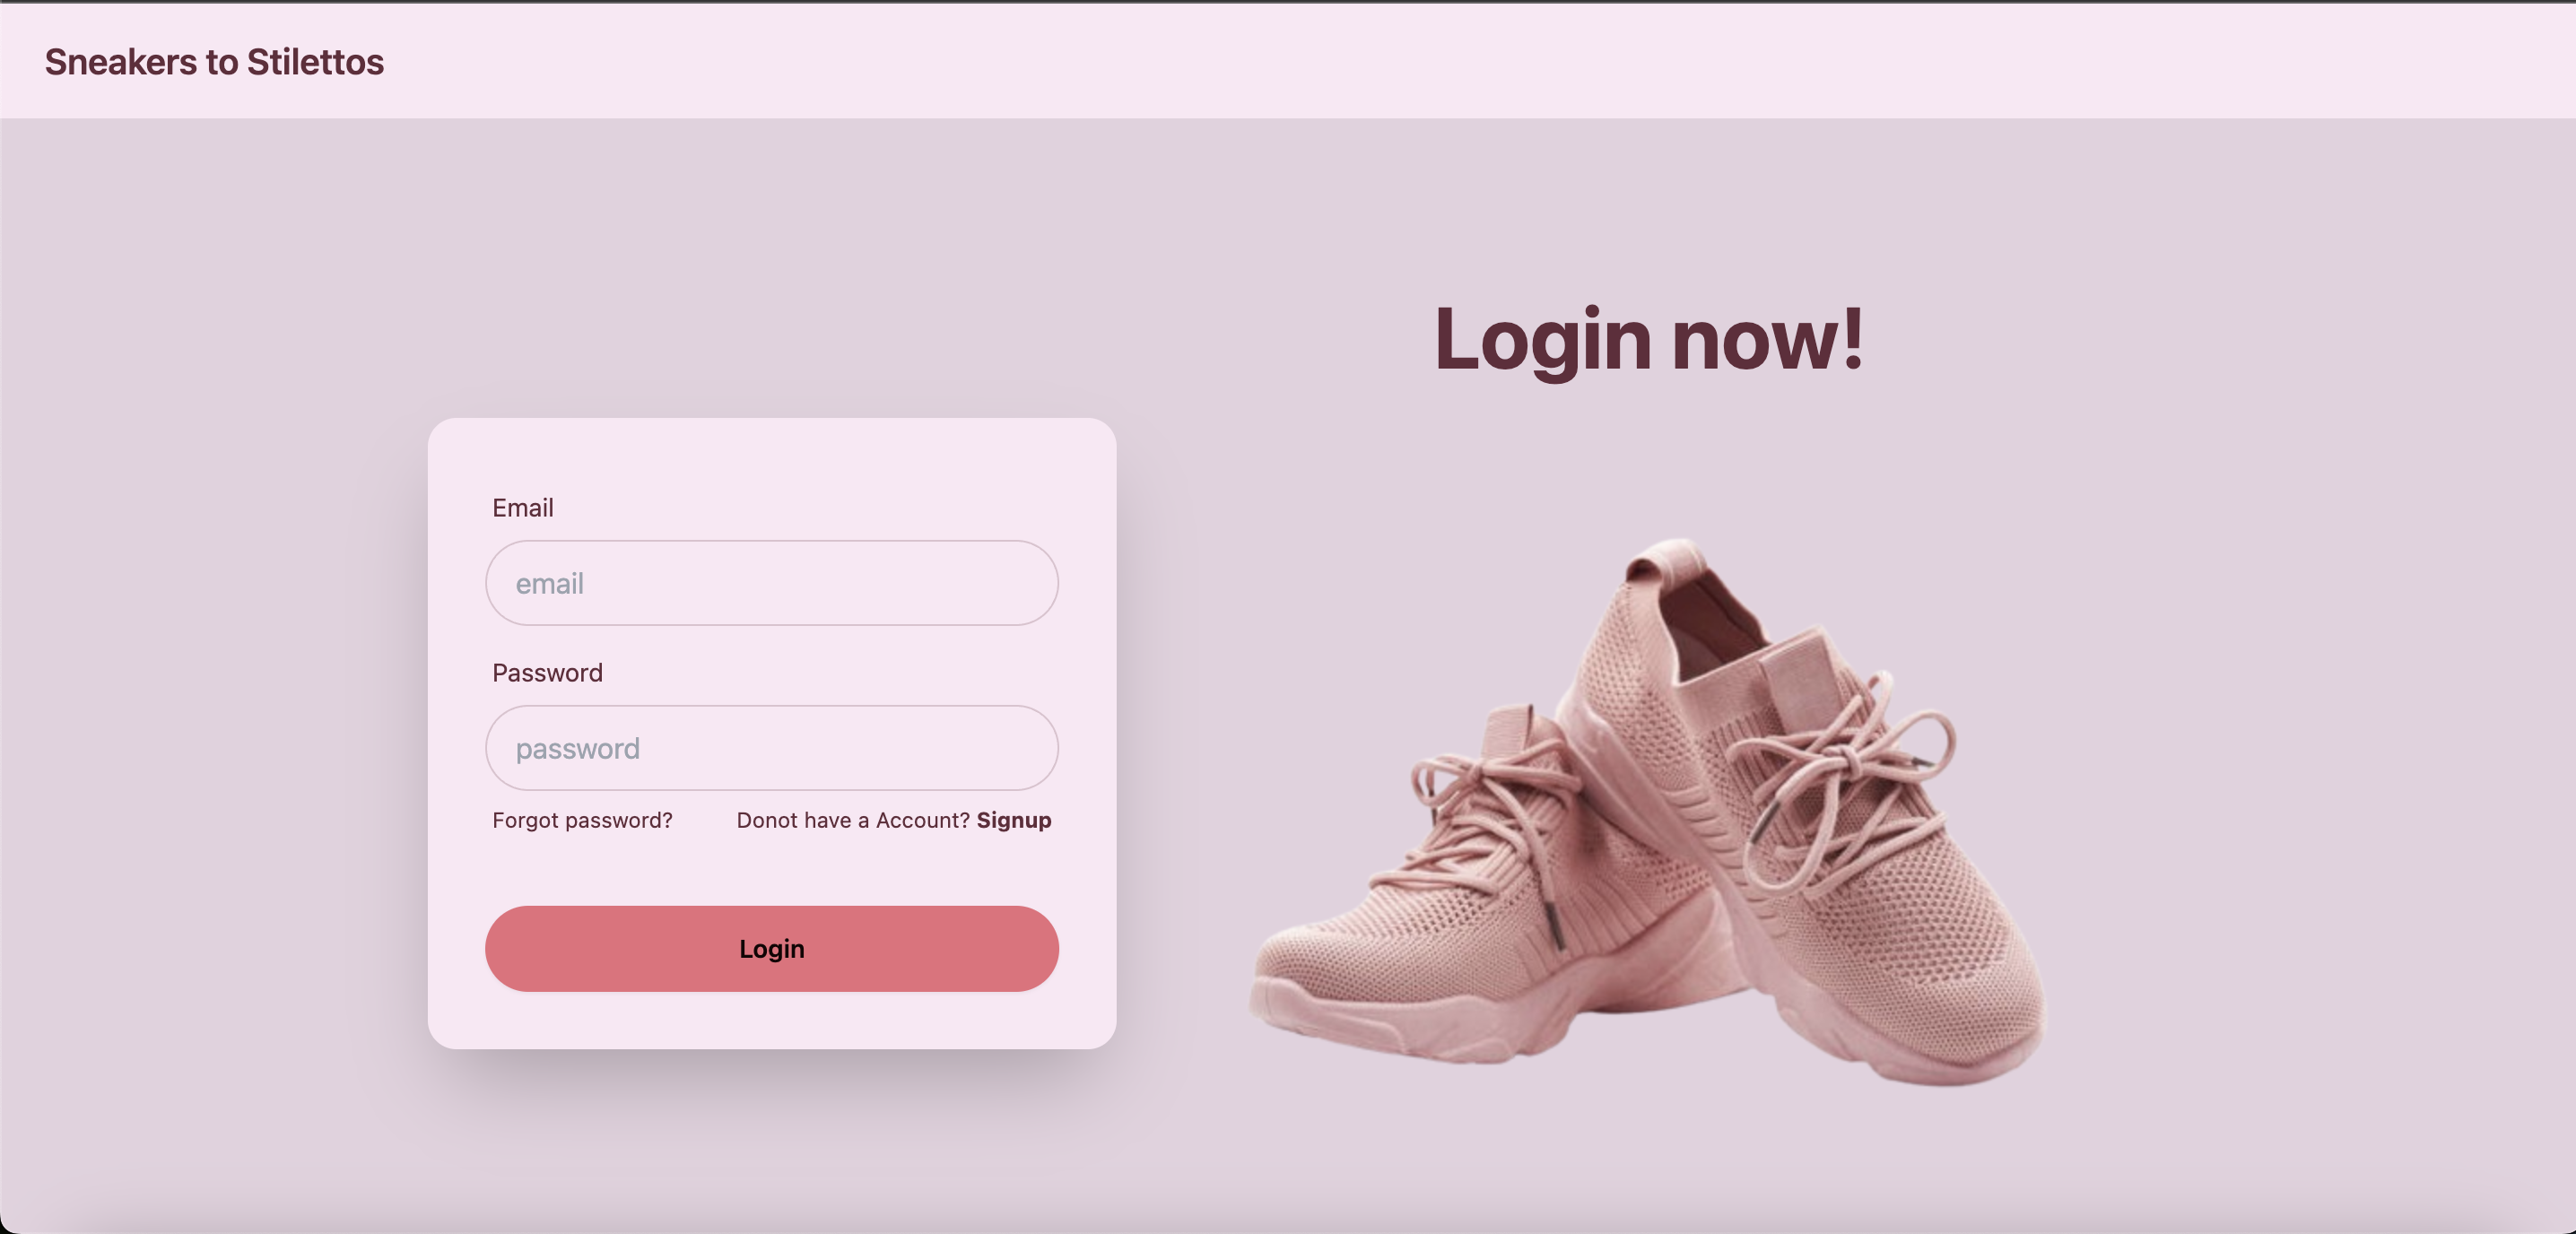 Sneakers to Stilettos
Login now!
Email
email
Password
password
Forgot password? Donot have a Account? Signup
Login